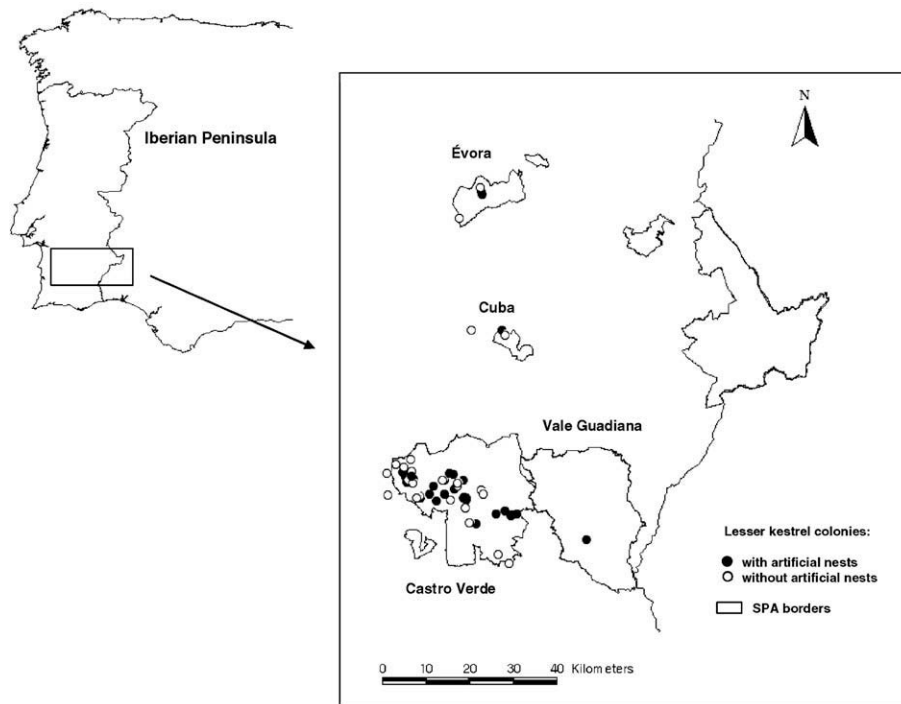 Iberian Peninsula
N
Évora
Cuba
Vale Guadiana
Castro Verde
Lesser kestrel colonies:
with artificial nests
without artificial nests
SPA borders
0 10 20 30 40 Kilometers